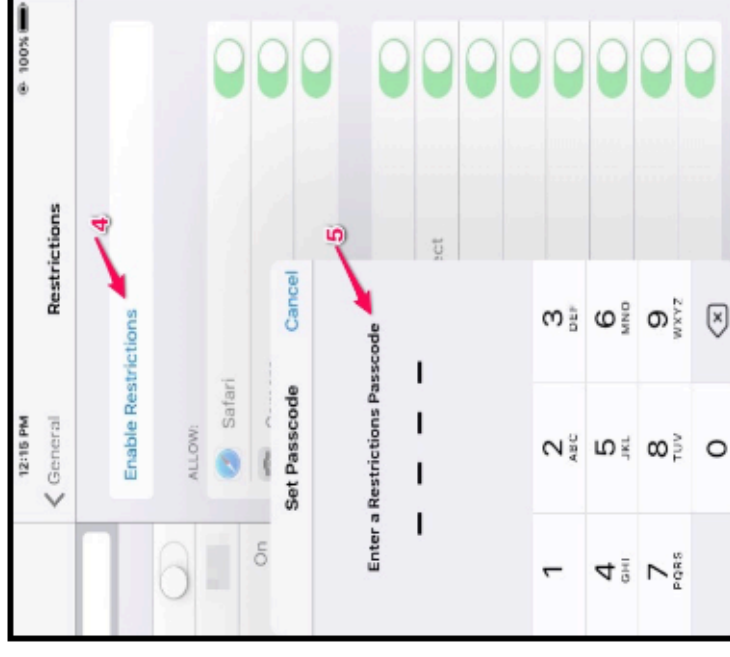 12:15 PM
100%
General
Restrictions
4
Enable Restrictions
ALLOW:
Safari
On
Set Passcode
Cancel
5
ect
Enter a Restrictions Passcode
1
2 ABC
3 DEF
4 GHI
5 JKL
6 MNO
7 PQRS
8 TUV
9 WXYZ
0